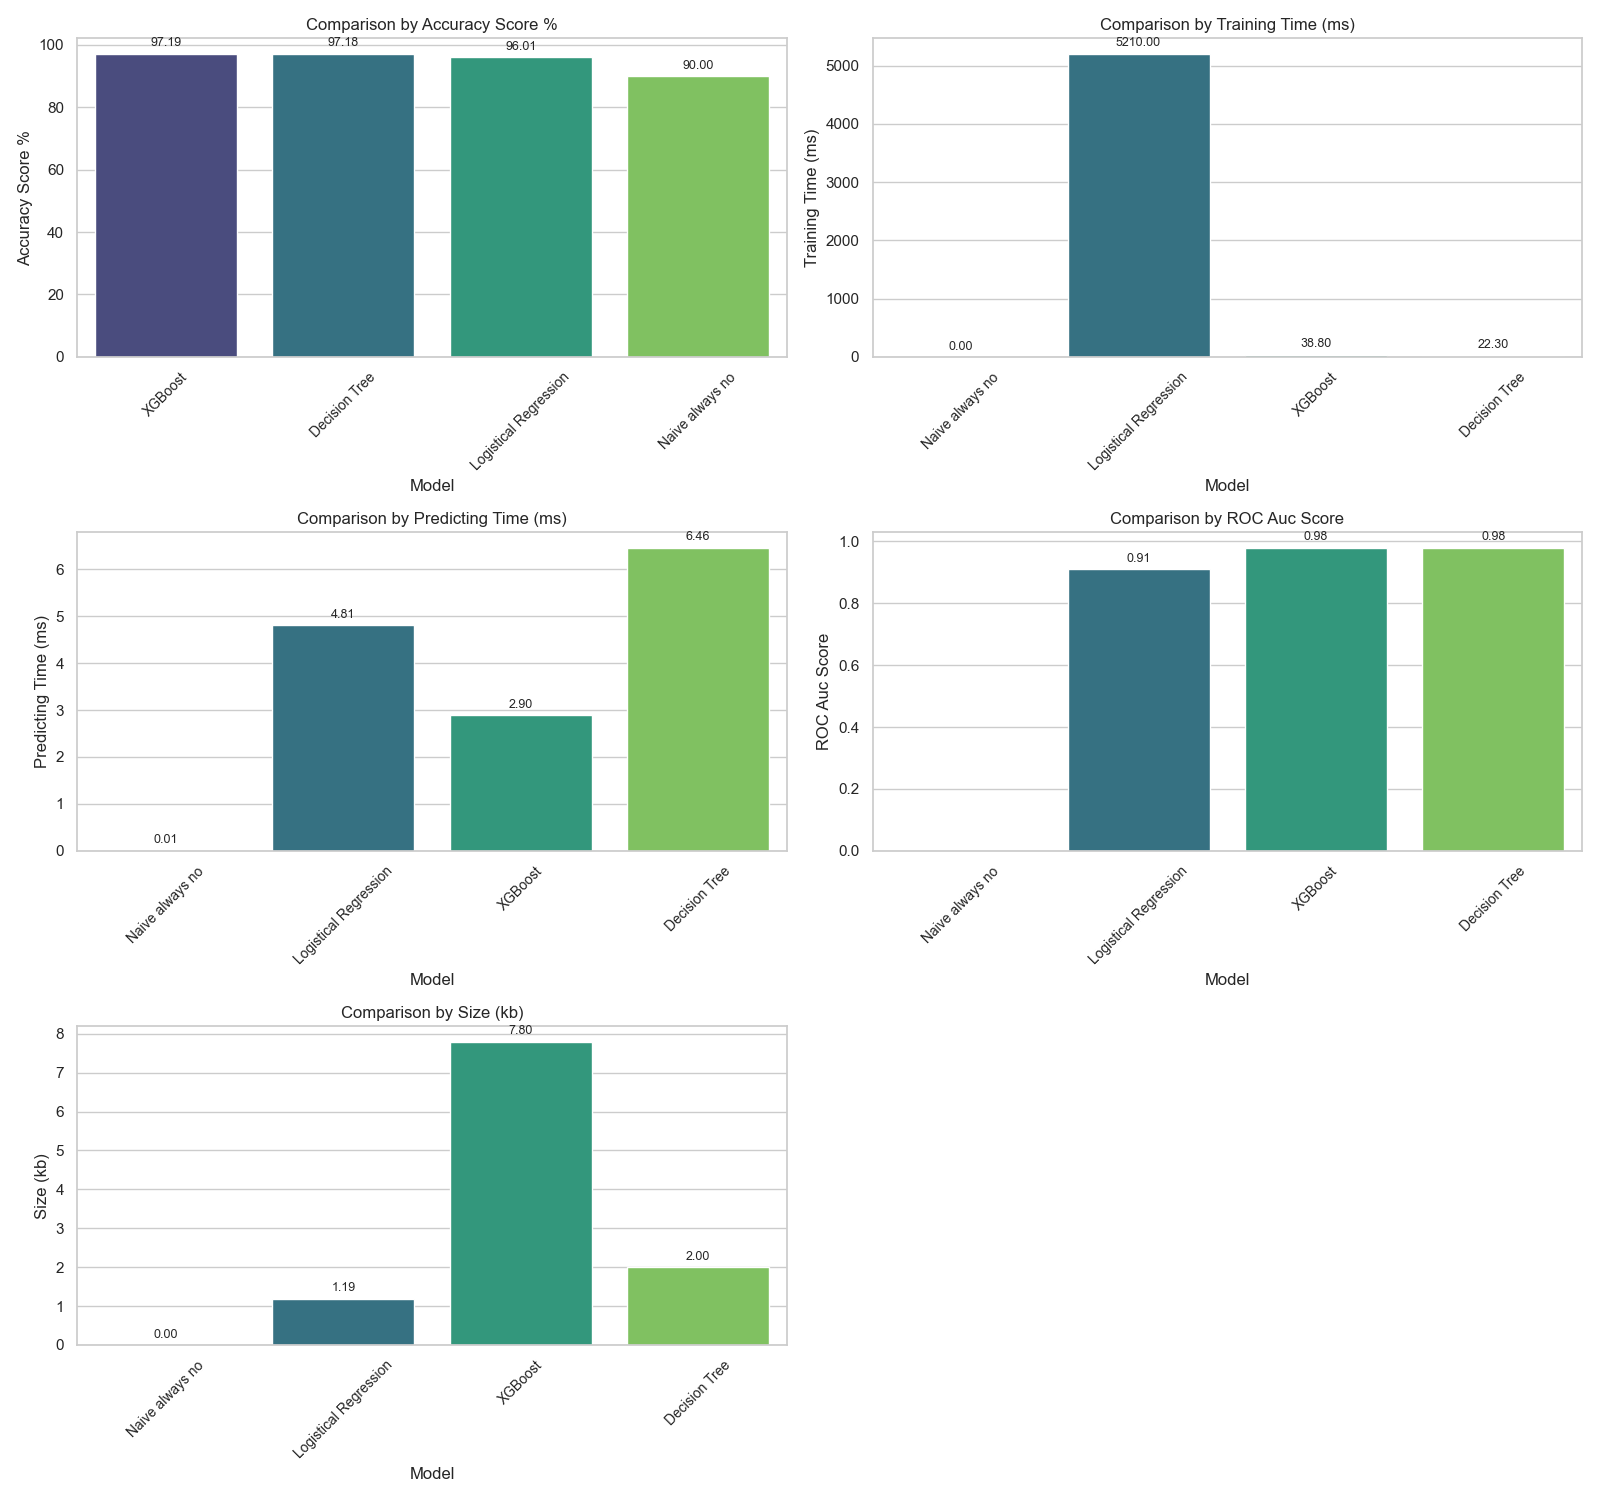 Comparison by Accuracy Score %
Accuracy Score %
100
80
60
40
20
0
97.19
97.18
96.01
90.00
XGBoost
Decision Tree
Logistical Regression
Naive always no
Model
Comparison by Training Time (ms)
Training Time (ms)
5000
4000
3000
2000
1000
0
0.00
5210.00
38.80
22.30
Naive always no
Logistical Regression
XGBoost
Decision Tree
Model
Comparison by Predicting Time (ms)
Predicting Time (ms)
6
5
4
3
2
1
0
0.01
4.81
2.90
6.46
Naive always no
Logistical Regression
XGBoost
Decision Tree
Model
Comparison by ROC Auc Score
ROC Auc Score
1.0
0.8
0.6
0.4
0.2
0.0
0.91
0.98
0.98
Naive always no
Logistical Regression
XGBoost
Decision Tree
Model
Comparison by Size (kb)
Size (kb)
8
7
6
5
4
3
2
1
0
0.00
1.19
7.80
2.00
Naive always no
Logistical Regression
XGBoost
Decision Tree
Model